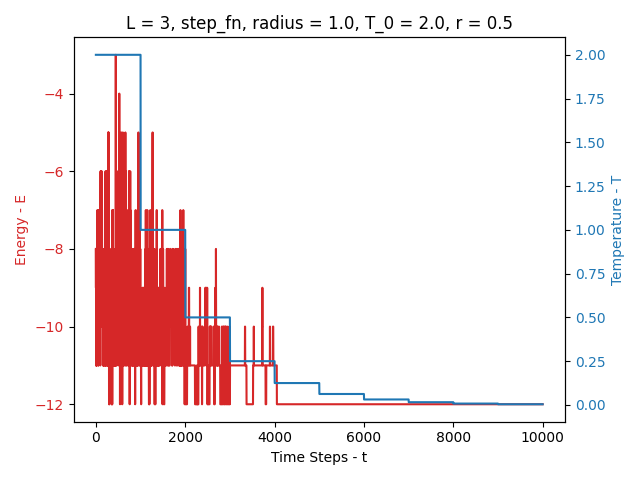 L = 3, step_fn, radius = 1.0, T_0 = 2.0, r = 0.5
Energy - E
−4
−6
−8
−10
−12
2.00
1.75
1.50
1.25
1.00
0.75
0.50
0.25
0.00
Temperature - T
0 2000 4000 6000 8000 10000
Time Steps - t